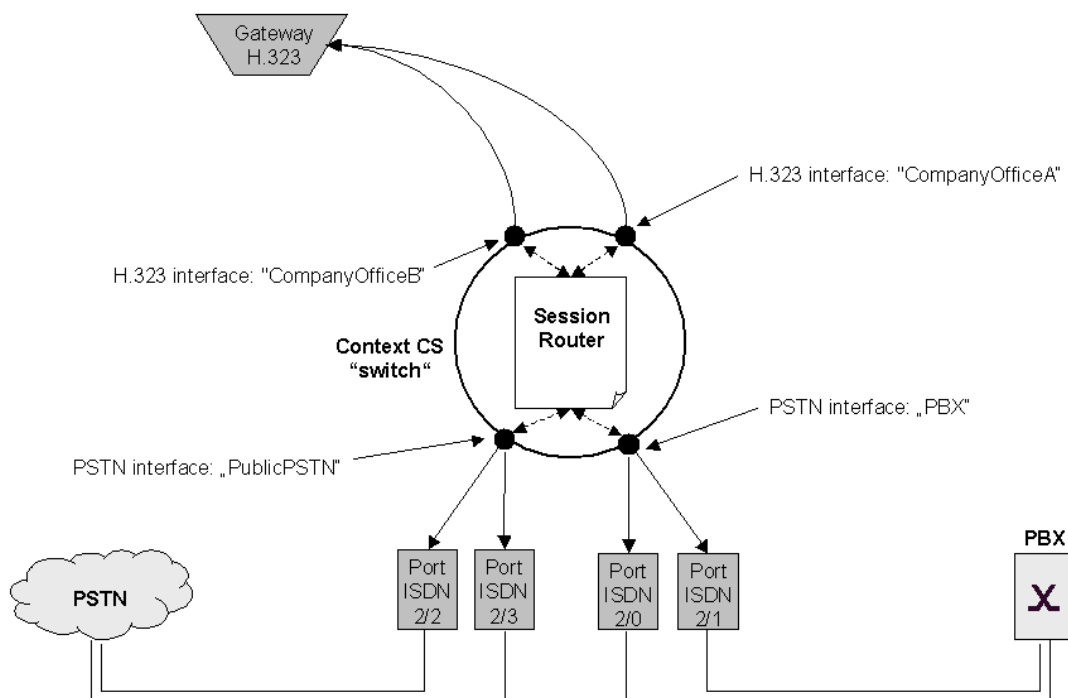 Gateway
H.323
H.323 interface: "CompanyOfficeA"
H.323 interface: "CompanyOfficeB"
Session
Router
Context CS
“switch“
PSTN interface: „PBX”
PSTN interface: „PublicPSTN”
PBX
Port
ISDN
2/2
Port
ISDN
2/3
Port
ISDN
2/0
Port
ISDN
2/1
PSTN